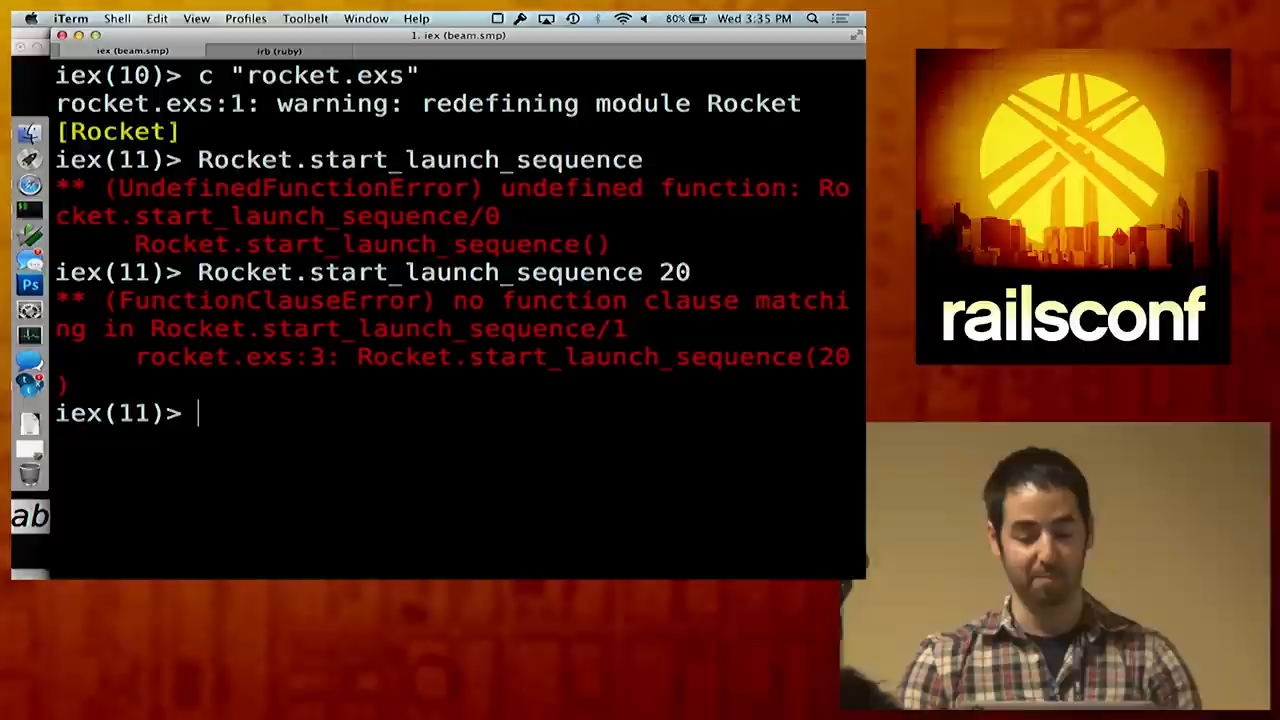 iTerm Shell Edit View Profiles Toolbelt Window Help 80% Wed 3:35 PM
1. iex (beam.smp)
iex (beam.smp) irb (ruby)
iex(10)> c "rocket.exs"
rocket.exs:1: warning: redefining module Rocket
[Rocket]
iex(11)> Rocket.start_launch_sequence
** (UndefinedFunctionError) undefined function: Ro
cket.start_launch_sequence/0
Rocket.start_launch_sequence()
iex(11)> Rocket.start_launch_sequence 20
** (FunctionClauseError) no function clause matchi
ng in Rocket.start_launch_sequence/1
rocket.exs:3: Rocket.start_launch_sequence(20
)
iex(11)>
Ps
ab
railsconf